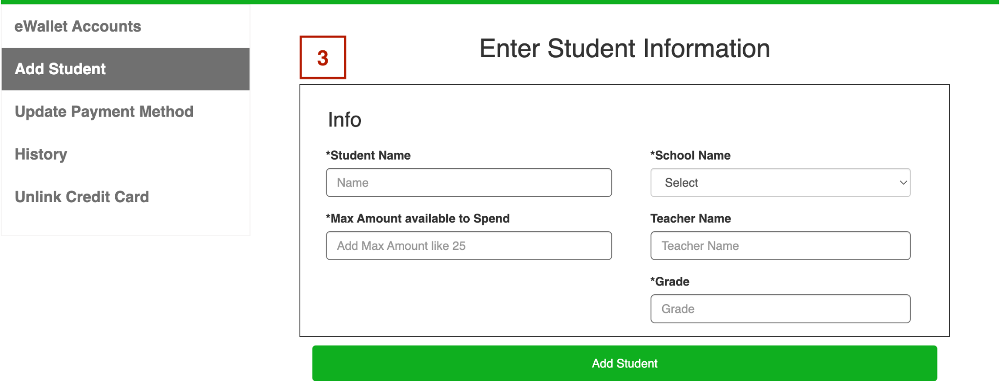 eWallet Accounts
Add Student
Update Payment Method
History
Unlink Credit Card
3
Enter Student Information
Info
*Student Name
Name
*School Name
Select
*Max Amount available to Spend
Add Max Amount like 25
Teacher Name
Teacher Name
*Grade
Grade
Add Student